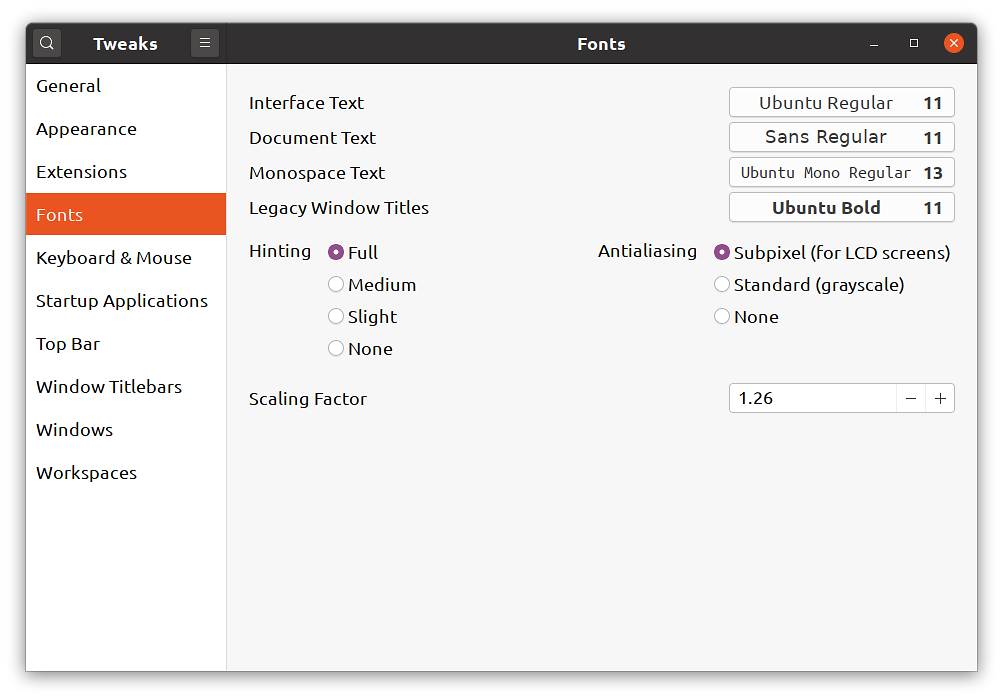 Tweaks
Fonts
General
Appearance
Extensions
Fonts
Keyboard & Mouse
Startup Applications
Top Bar
Window Titlebars
Windows
Workspaces
Interface Text Ubuntu Regular 11
Document Text Sans Regular 11
Monospace Text Ubuntu Mono Regular 13
Legacy Window Titles Ubuntu Bold 11
Hinting Full
Medium
Slight
None
Antialiasing Subpixel (for LCD screens)
Standard (grayscale)
None
Scaling Factor 1.26